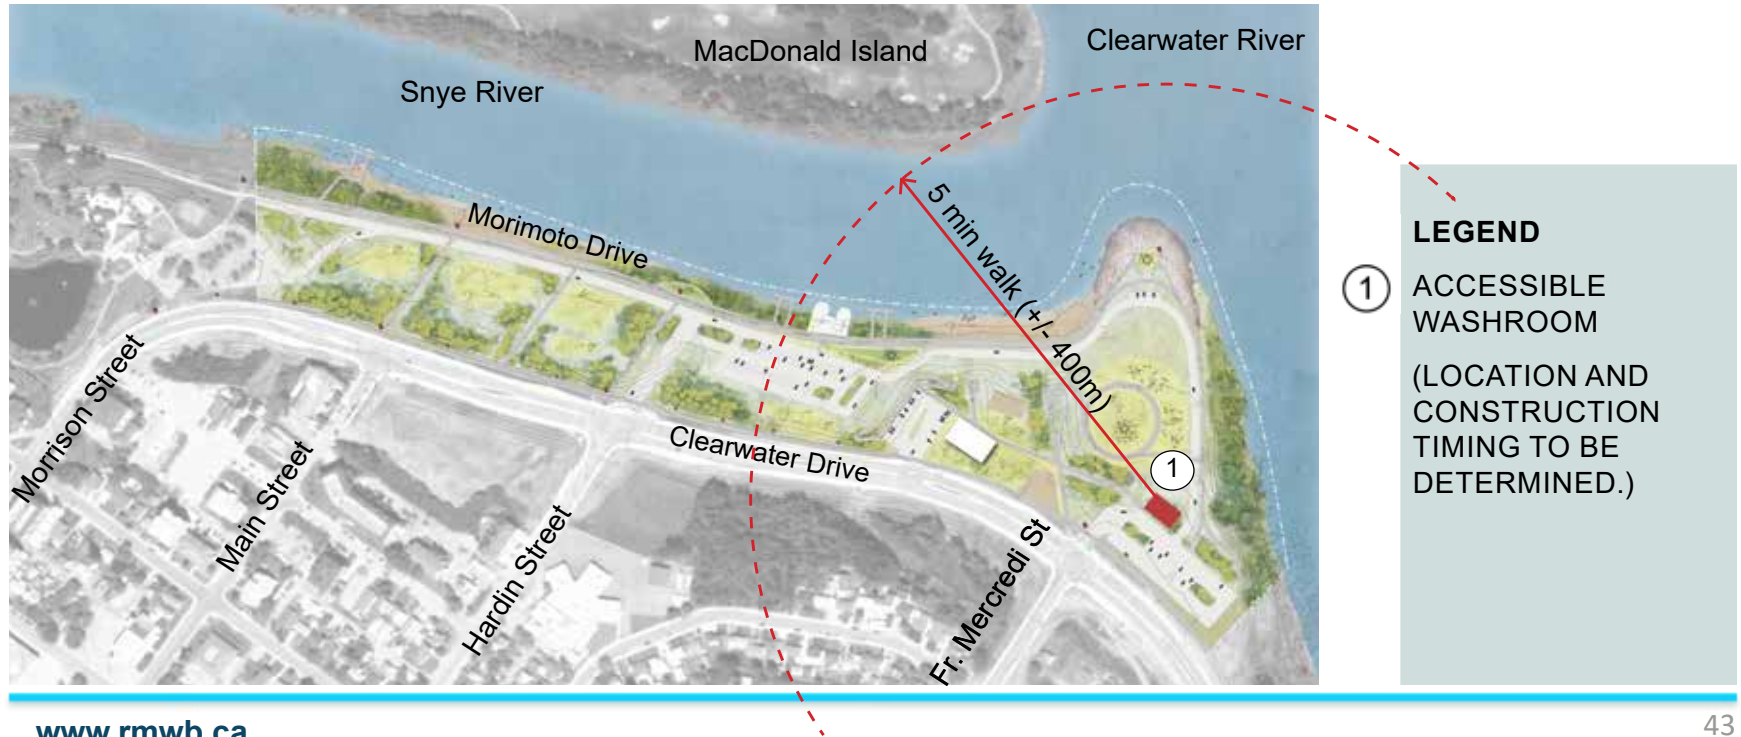 MacDonald Island
Clearwater River
Snye River
5 min walk (+/- 400m)
Morimoto Drive
LEGEND
1
ACCESSIBLE
WASHROOM
(LOCATION AND
CONSTRUCTION
TIMING TO BE
DETERMINED.)
Morrison Street
Clearwater Drive
1
Main Street
Hardin Street
Fr. Mercredi St
www.rmwb.ca
43